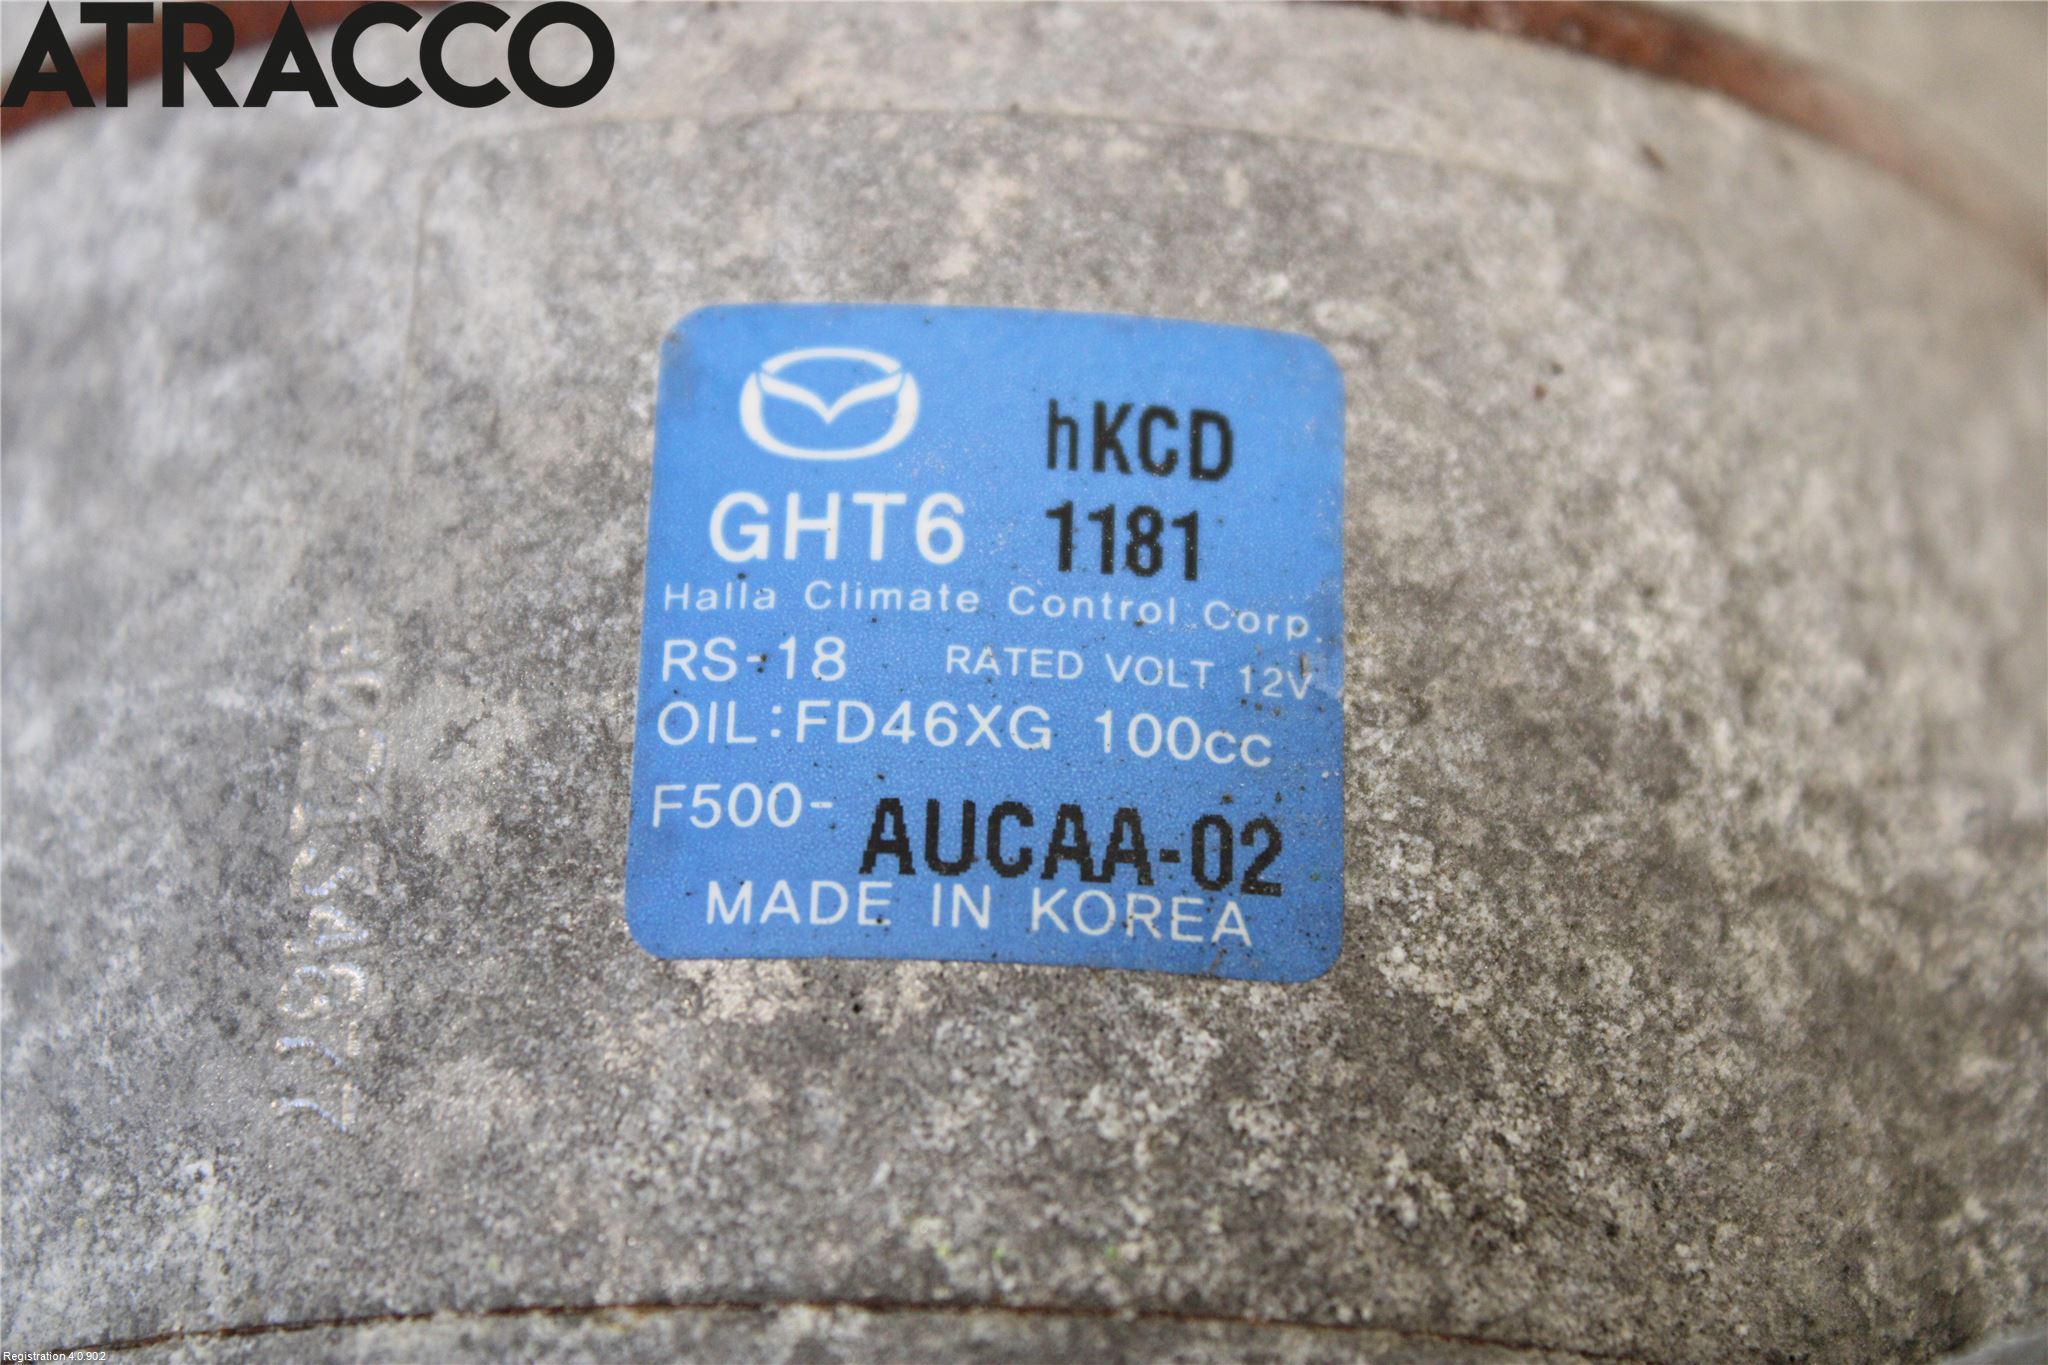 ATRACCO
hKCD
GHT6 1181
Halla Climate Control Corp.
RS-18 RATED VOLT 12V
OIL:FD46XG 100cc
F500- AUCAA-02
MADE IN KOREA
Registration 4.0.902